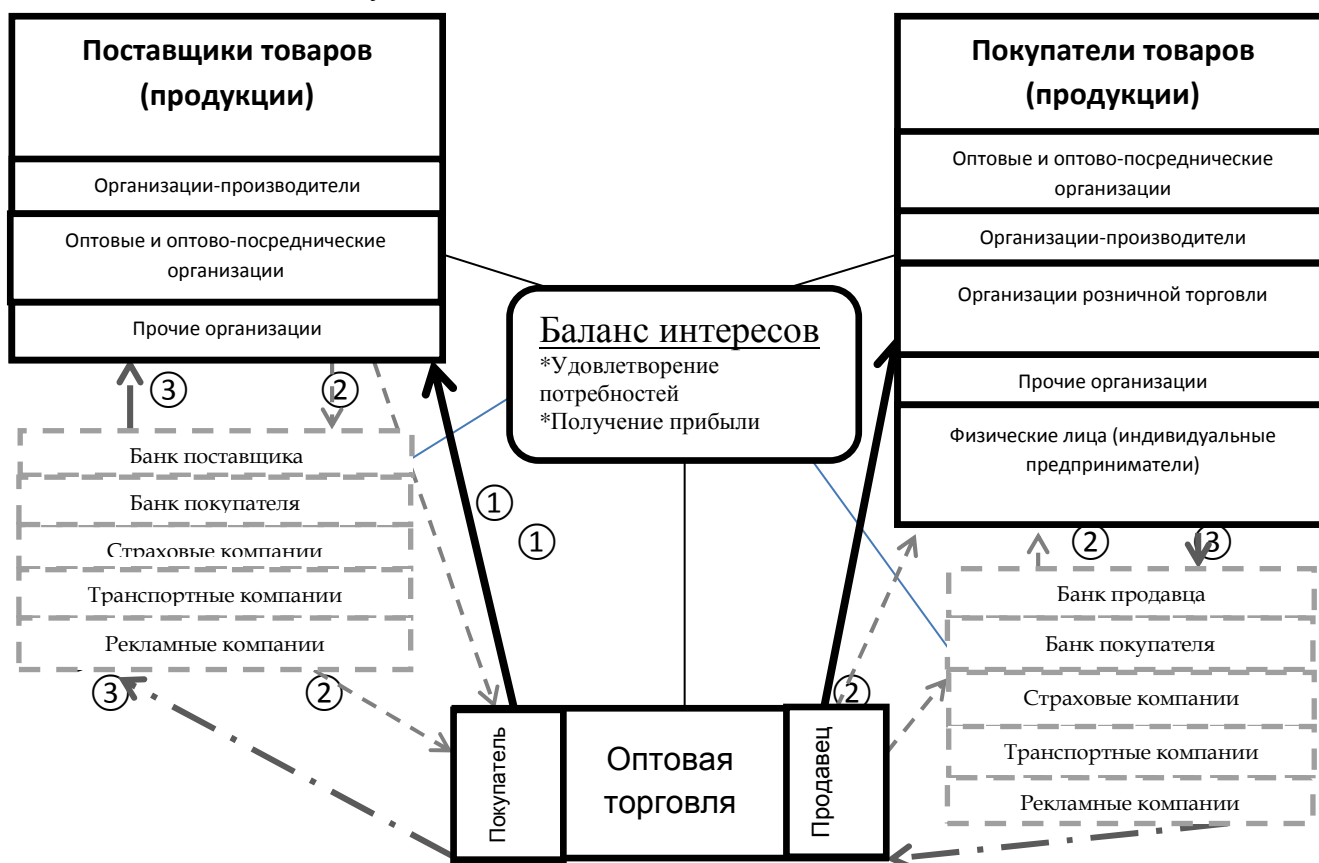 Поставщики товаров
(продукции)
Организации-производители
Оптовые и оптово-посреднические
организации
Прочие организации
③
②
Банк поставщика
Банк покупателя
Страховые компании
Транспортные компании
Рекламные компании
③
②
Баланс интересов
*Удовлетворение
потребностей
*Получение прибыли
①
①
Покупатель
Оптовая
торговля
Продавец
②
Покупатели товаров
(продукции)
Оптовые и оптово-посреднические
организации
Организации-производители
Организации розничной торговли
Прочие организации
Физические лица (индивидуальные
предприниматели)
②
③
Банк продавца
Банк покупателя
Страховые компании
Транспортные компании
Рекламные компании